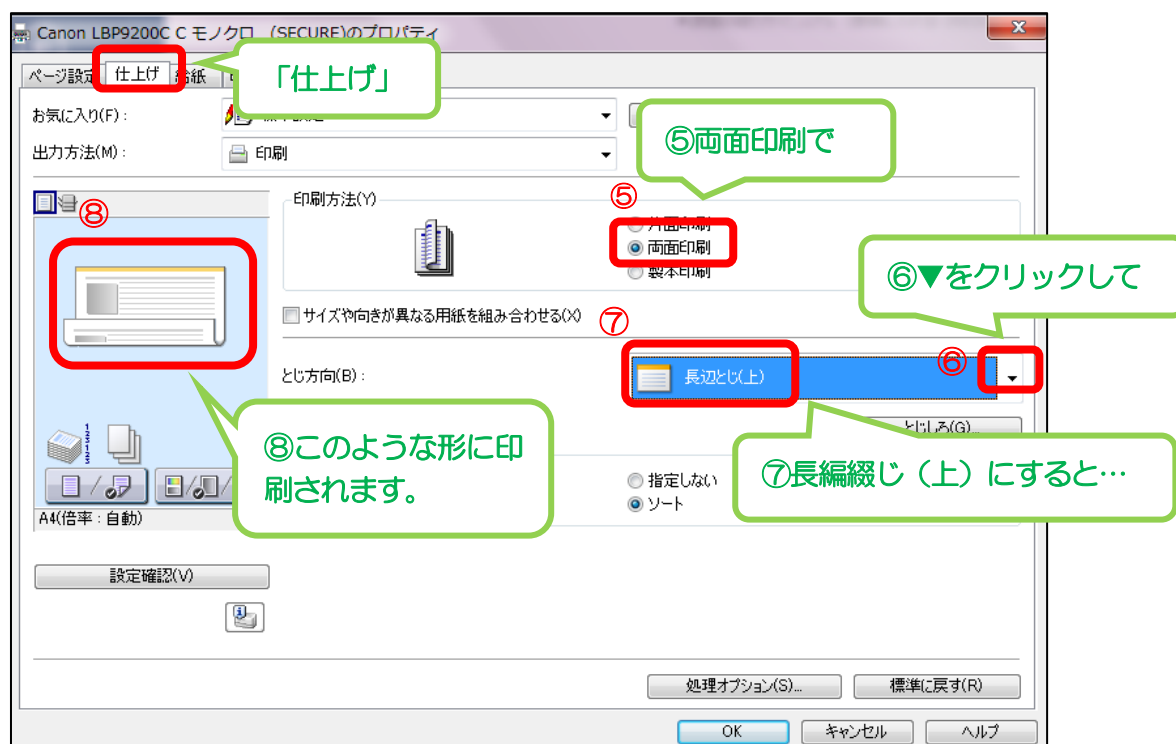 Canon LBP9200C C モノクロ (SECURE)のプロパティ
ページ設定 仕上げ 給紙
「仕上げ」
お気に入り(F) :
出力方法(M) : 印刷
⑤両面印刷で
印刷方法(Y)
⑤
⑧
片面印刷
両面印刷
製本印刷
⑥▼をクリックして
サイズや向きが異なる用紙を組み合わせる(X)
⑦
⑥
とじ方向(B) : 長辺とじ(上)
とじしろ(G)...
⑧このような形に印
刷されます。
⑦長編綴じ(上)にすると…
指定しない
ソート
A4(倍率 : 自動)
設定確認(V)
処理オプション(S)... 標準に戻す(R)
OK キャンセル ヘルプ